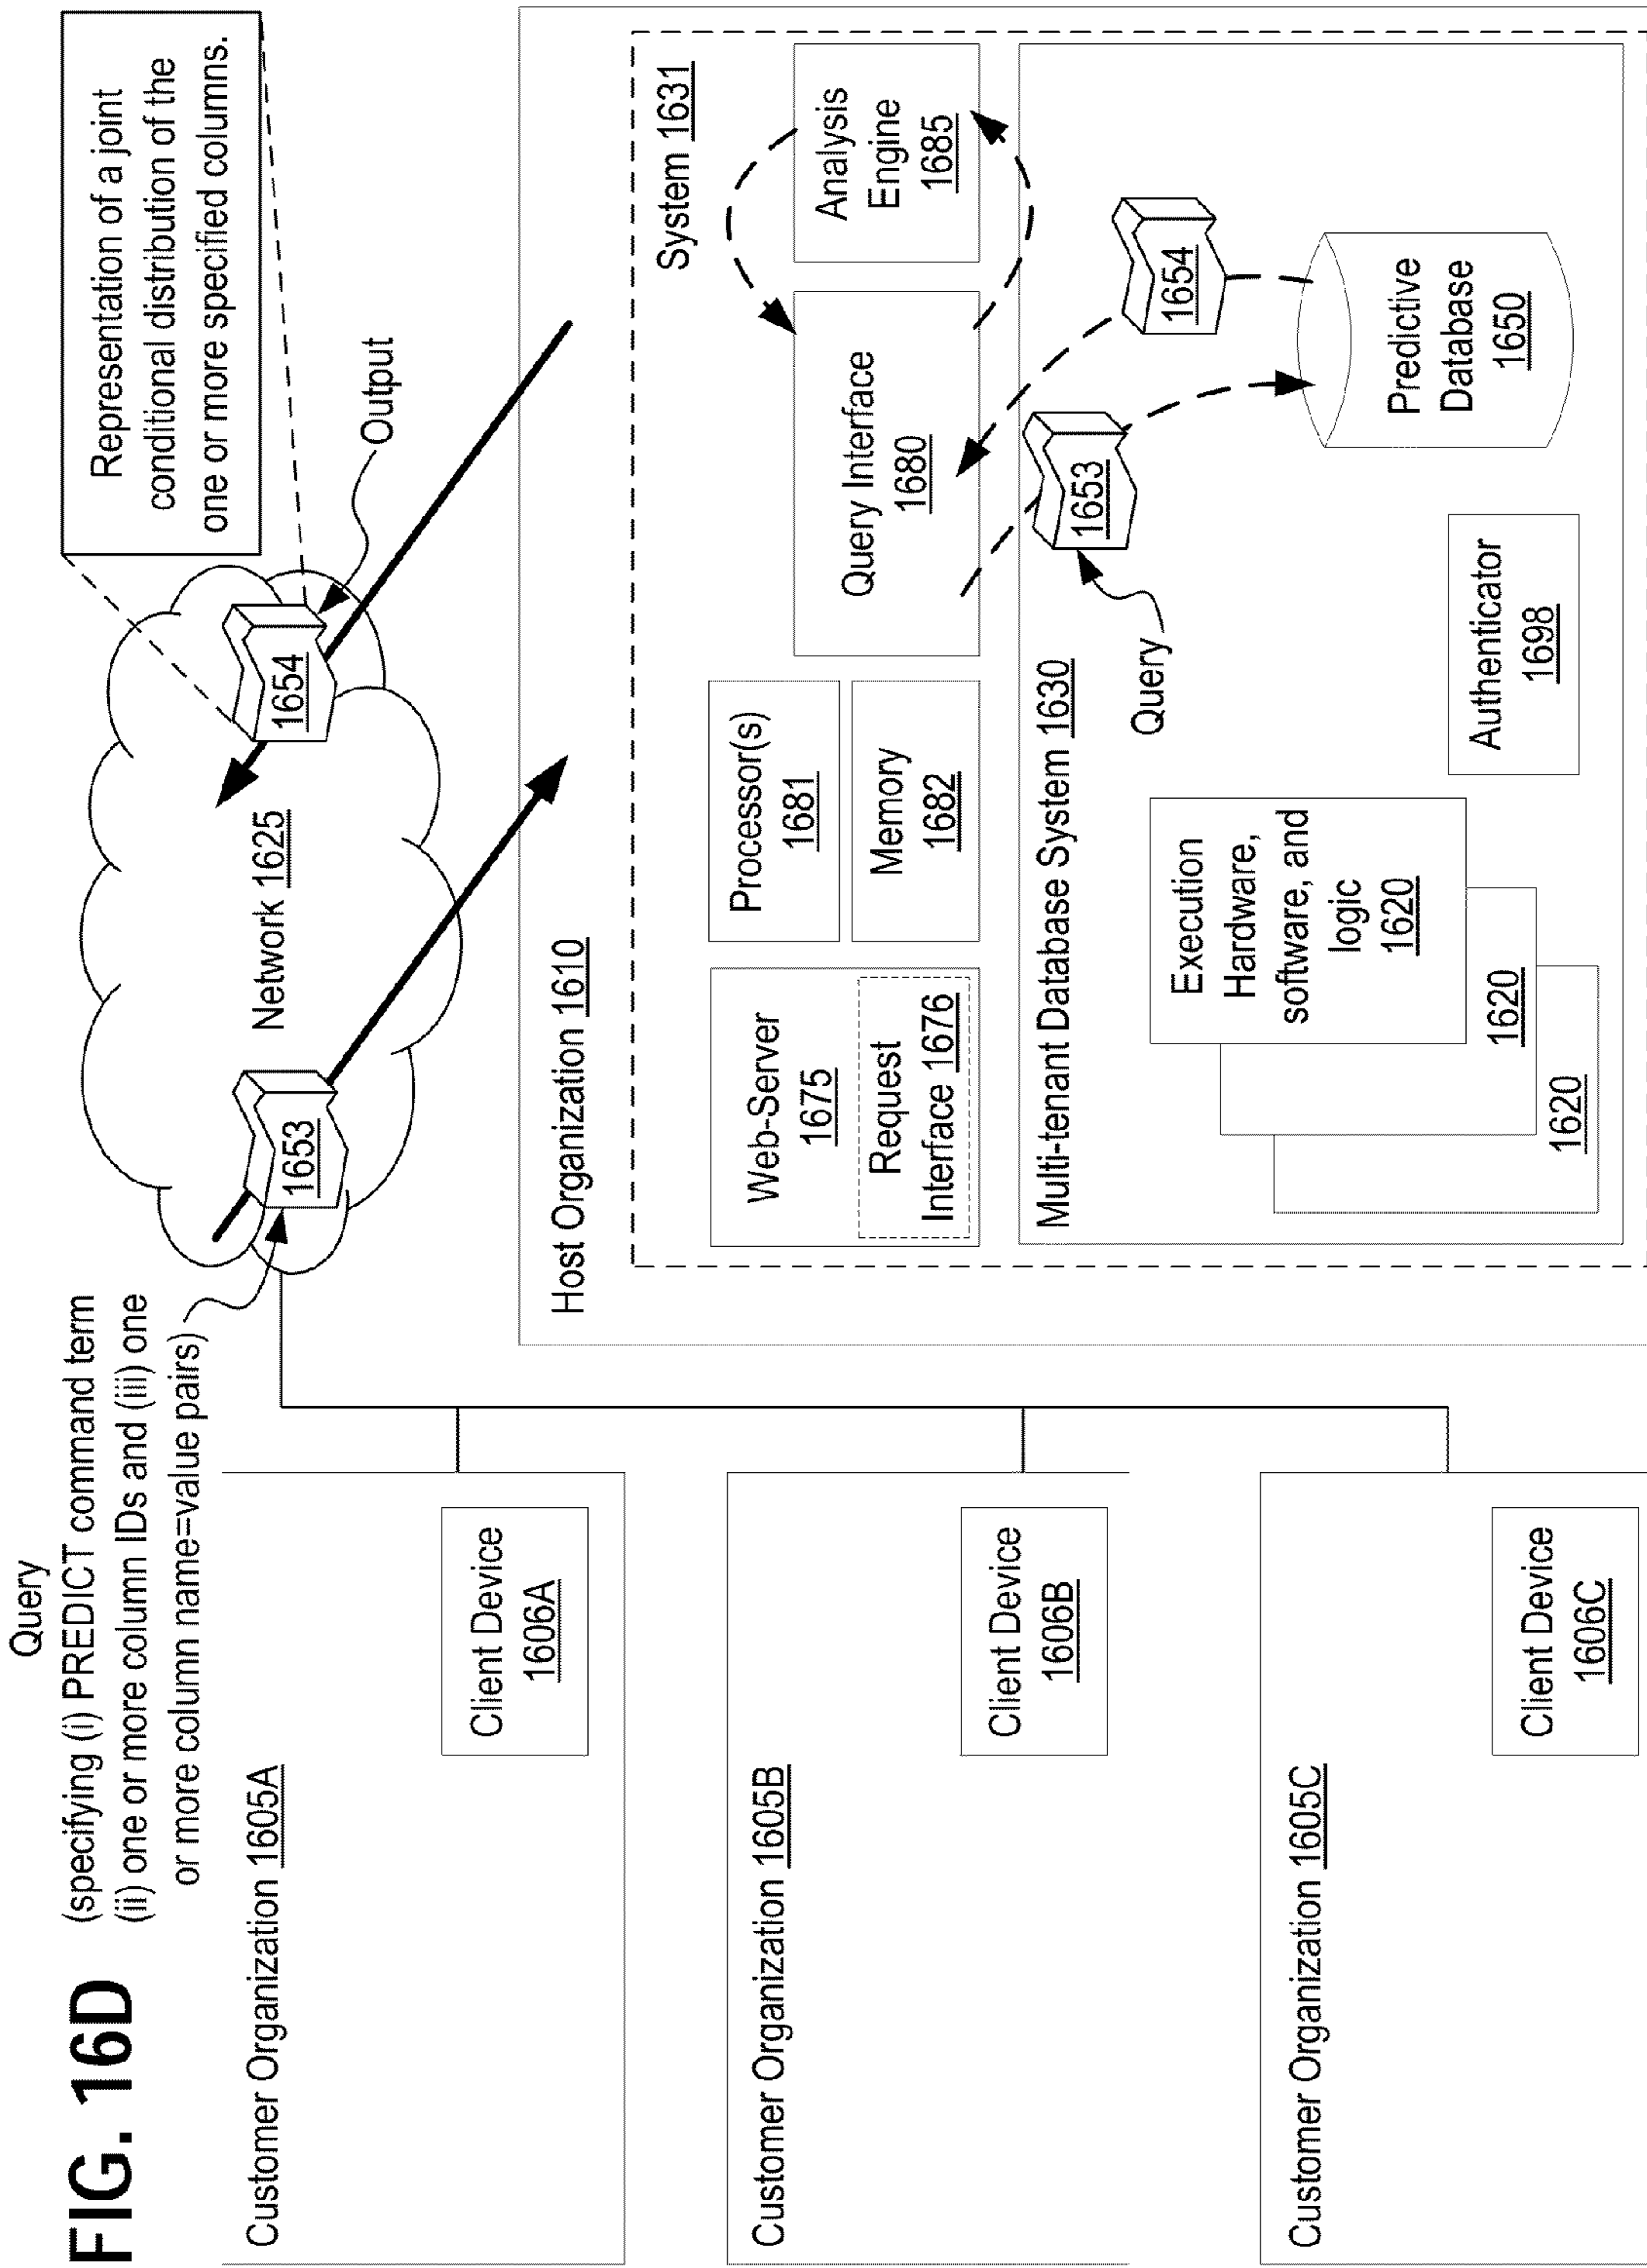 FIG. 16D
Query
(specifying (i) PREDICT command term
(ii) one or more column IDs and (iii) one
or more column name=value pairs)
Representation of a joint
conditional distribution of the
one or more specified columns.
1653
Network 1625
1654
Output
Customer Organization 1605A
Client Device
1606A
Customer Organization 1605B
Client Device
1606B
Customer Organization 1605C
Client Device
1606C
Host Organization 1610
System 1631
Web-Server
1675
Request
Interface 1676
Processor(s)
1681
Memory
1682
Query Interface
1680
Analysis
Engine
1685
Multi-tenant Database System 1630
Query
1653
1654
Execution
Hardware,
software, and
logic
1620
1620
1620
Authenticator
1698
Predictive
Database
1650